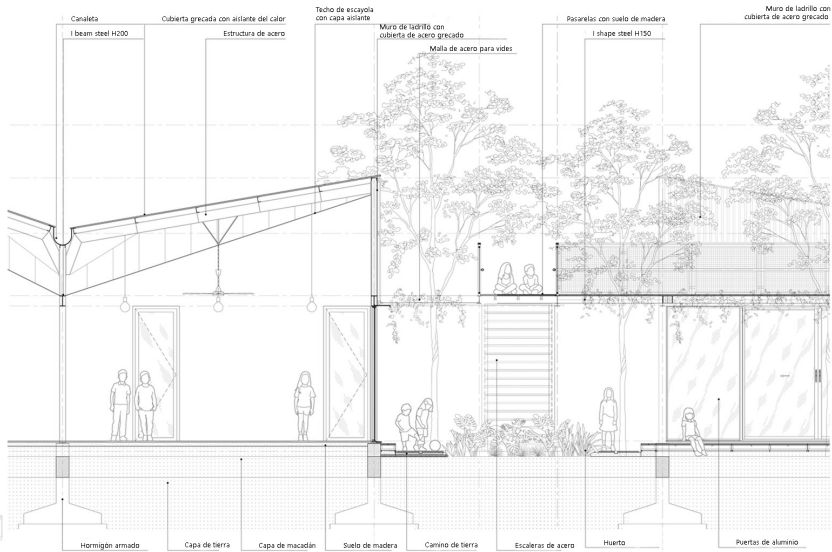 Canaleta
Cubierta grecada con aislante del calor
Techo de escayola
con capa aislante
Muro de ladrillo con
cubierta de acero grecado
Pasarelas con suelo de madera
Muro de ladrillo con
cubierta de acero grecado
I beam steel H200
Estructura de acero
Malla de acero para vides
I shape steel H150
Hormigón armado
Capa de tierra
Capa de macadán
Suelo de madera
Camino de tierra
Escaleras de acero
Huerto
Puertas de aluminio